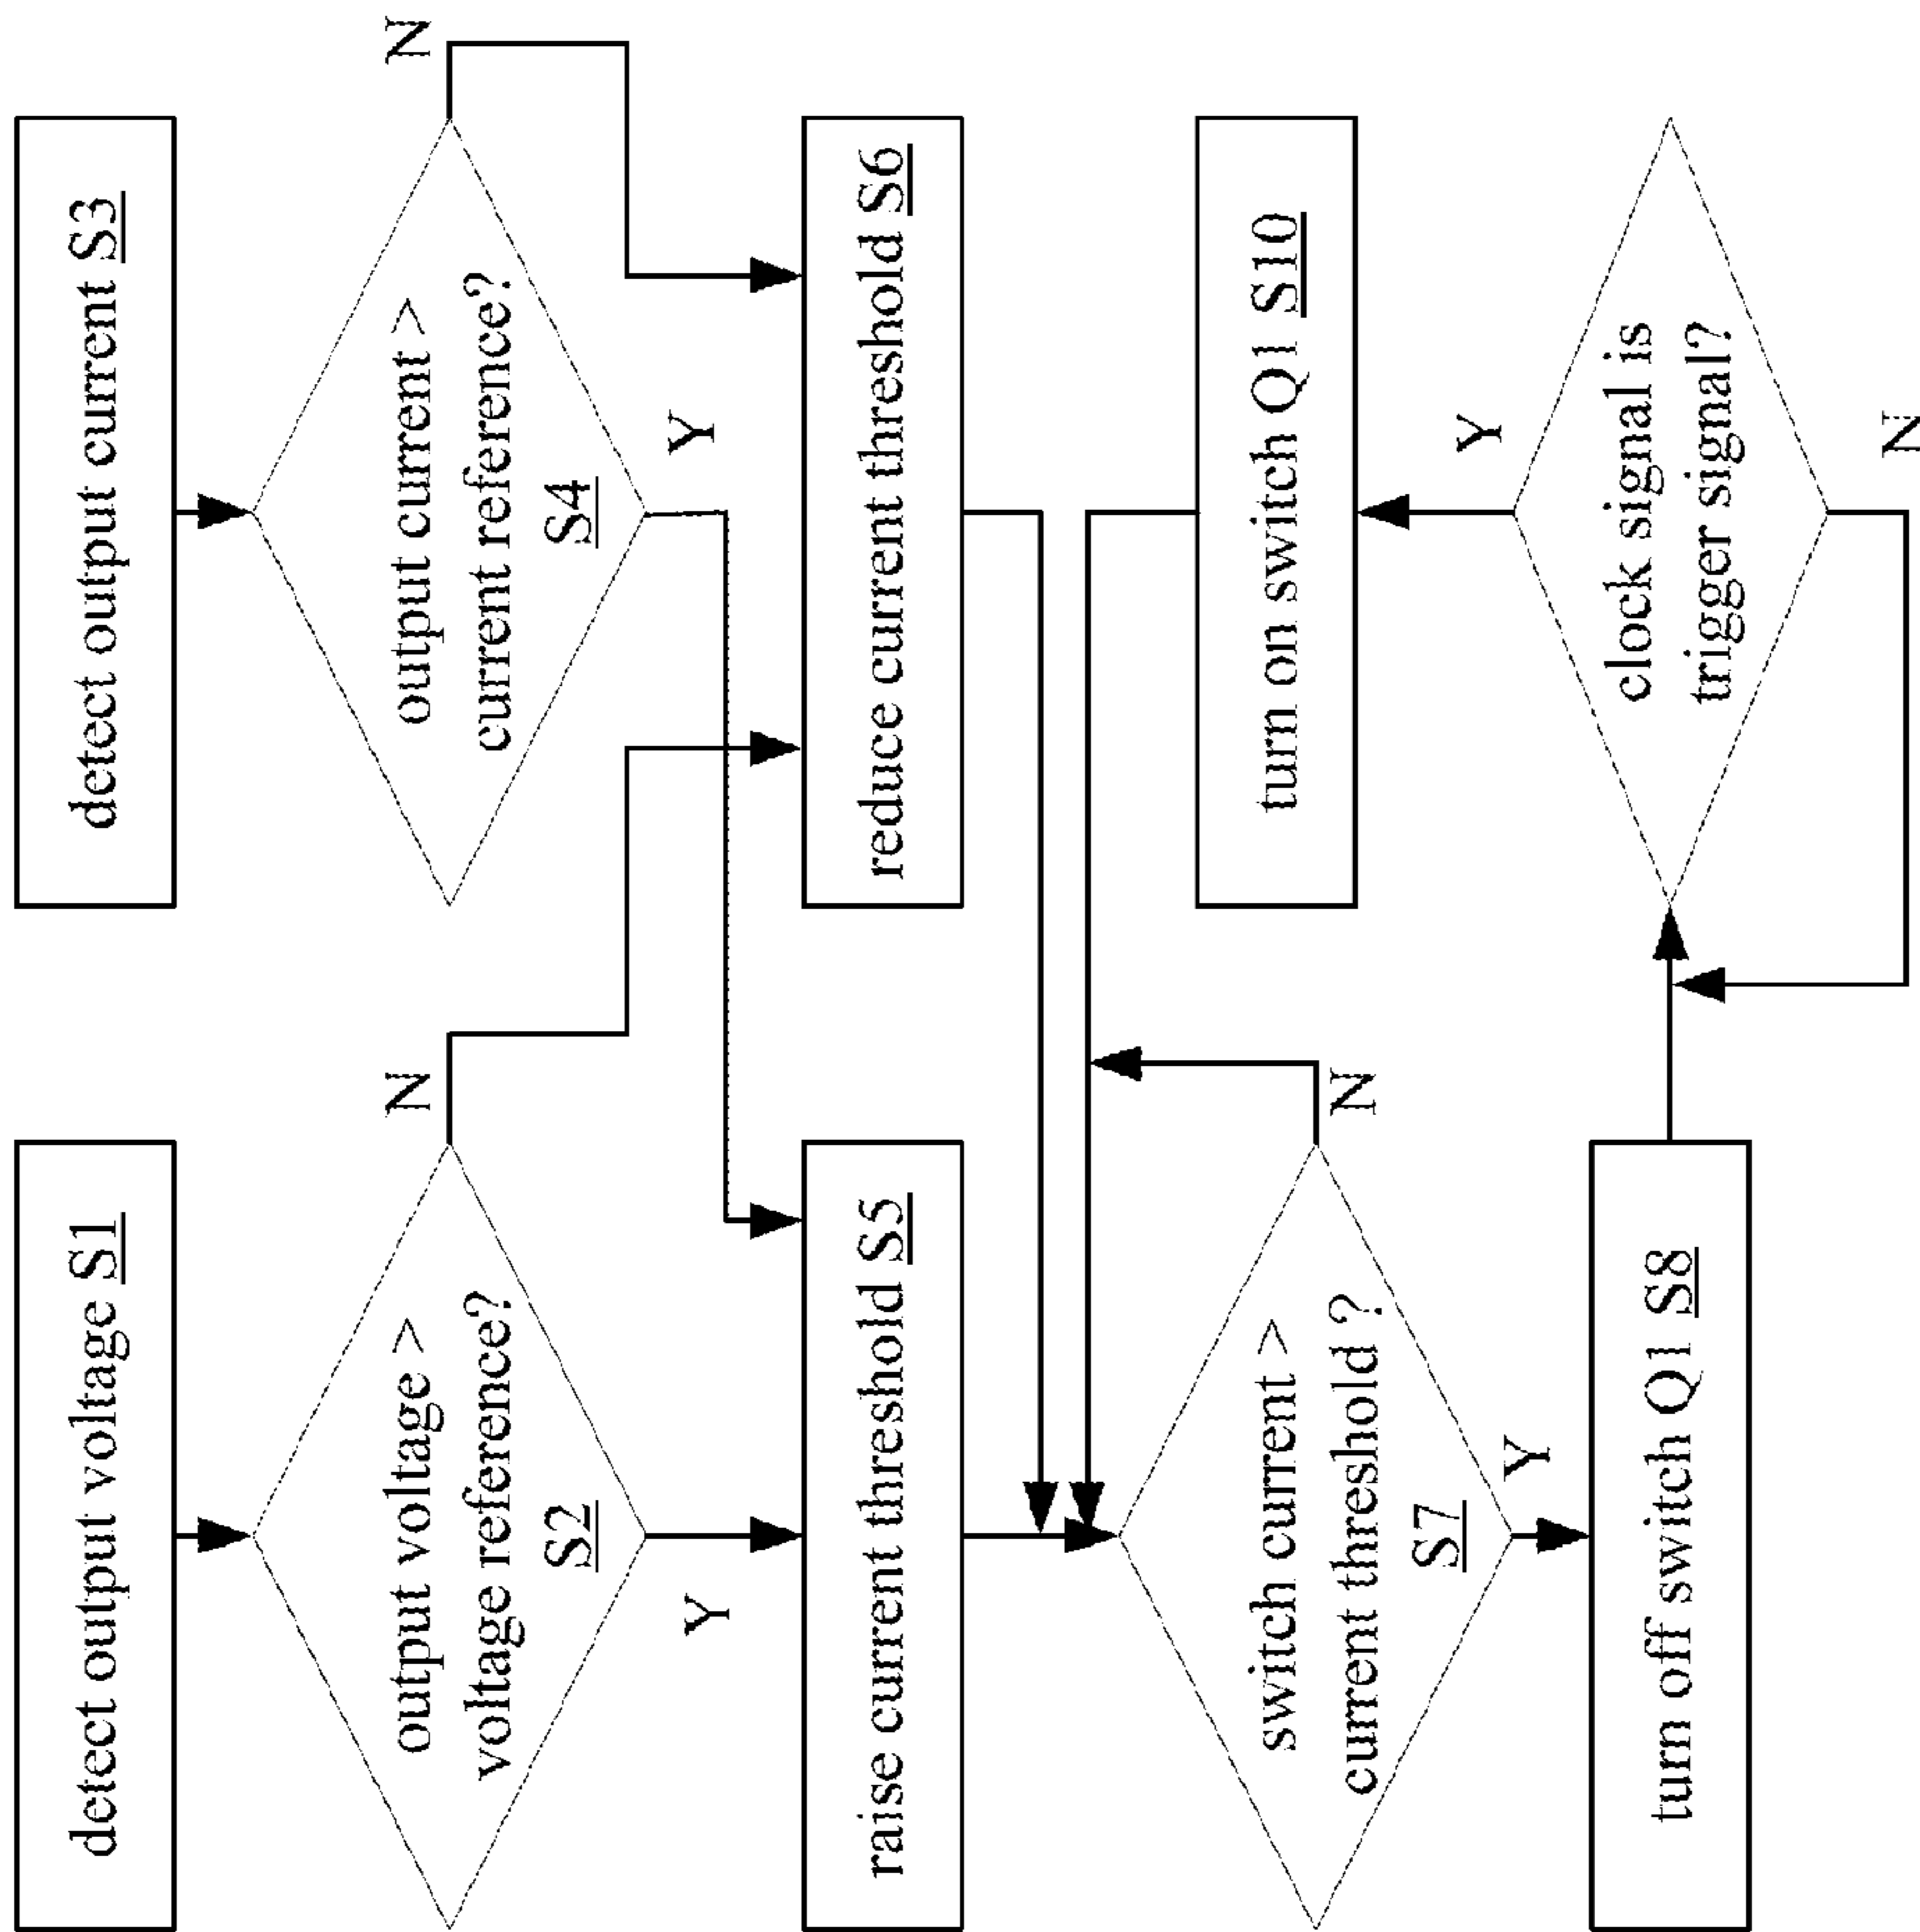 detect output voltage S1
detect output current S3
output voltage >
voltage reference?
S2
N
Y
output current >
current reference?
S4
N
Y
raise current threshold S5
reduce current threshold S6
switch current >
current threshold ?
S7
N
Y
turn on switch Q1 S10
turn off switch Q1 S8
clock signal is
trigger signal?
Y
N